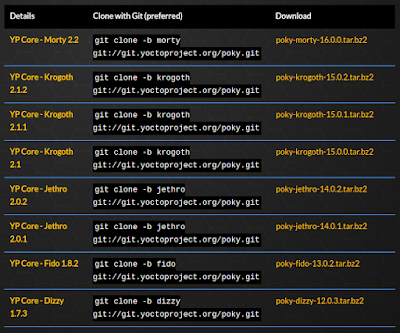 Details Clone with Git (preferred) Download
YP Core - Morty 2.2 git clone -b morty poky-morty-16.0.0.tar.bz2
git://git.yoctoproject.org/poky.git
YP Core - Krogoth git clone -b krogoth poky-krogoth-15.0.2.tar.bz2
2.1.2 git://git.yoctoproject.org/poky.git
YP Core - Krogoth git clone -b krogoth poky-krogoth-15.0.1.tar.bz2
2.1.1 git://git.yoctoproject.org/poky.git
YP Core - Krogoth git clone -b krogoth poky-krogoth-15.0.0.tar.bz2
2.1 git://git.yoctoproject.org/poky.git
YP Core - Jethro git clone -b jethro poky-jethro-14.0.2.tar.bz2
2.0.2 git://git.yoctoproject.org/poky.git
YP Core - Jethro git clone -b jethro poky-jethro-14.0.1.tar.bz2
2.0.1 git://git.yoctoproject.org/poky.git
YP Core - Fido 1.8.2 git clone -b fido poky-fido-13.0.2.tar.bz2
git://git.yoctoproject.org/poky.git
YP Core - Dizzy git clone -b dizzy poky-dizzy-12.0.3.tar.bz2
1.7.3 git://git.yoctoproject.org/poky.git